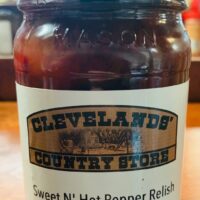 MASON
CLEVELANDS'
COUNTRY STORE
Sweet N' Hot Pepper Relish